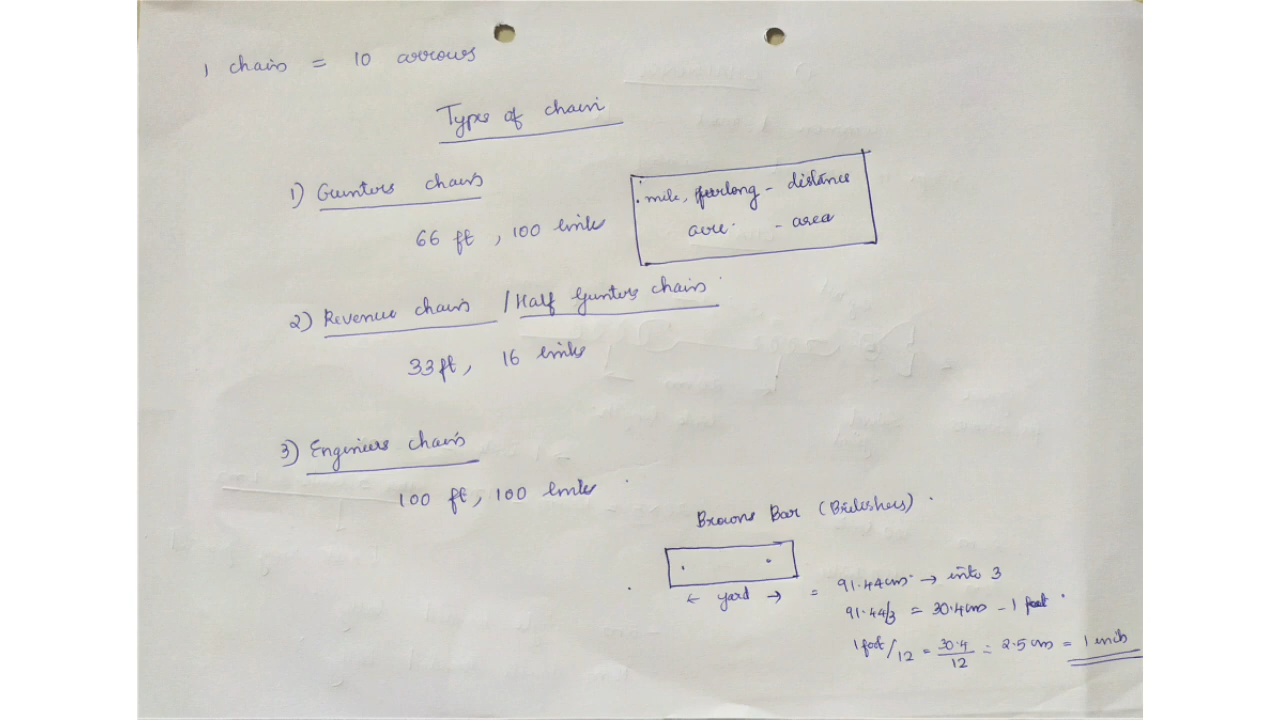 1 chain = 10 arrows
Types of chain
1) Gunters chain
66 ft, 100 links
mile, furlong - distance
acre - area
2) Revenue chain / Half Gunters chain
33 ft, 16 links
3) Engineers chain
100 ft, 100 links
Browns Bar (Britishers)
← yard → = 91.44cm → into 3
91.44/3 = 30.4cm - 1 foot
1 foot/12 = 30.4/12 = 2.5 cm = 1 inch